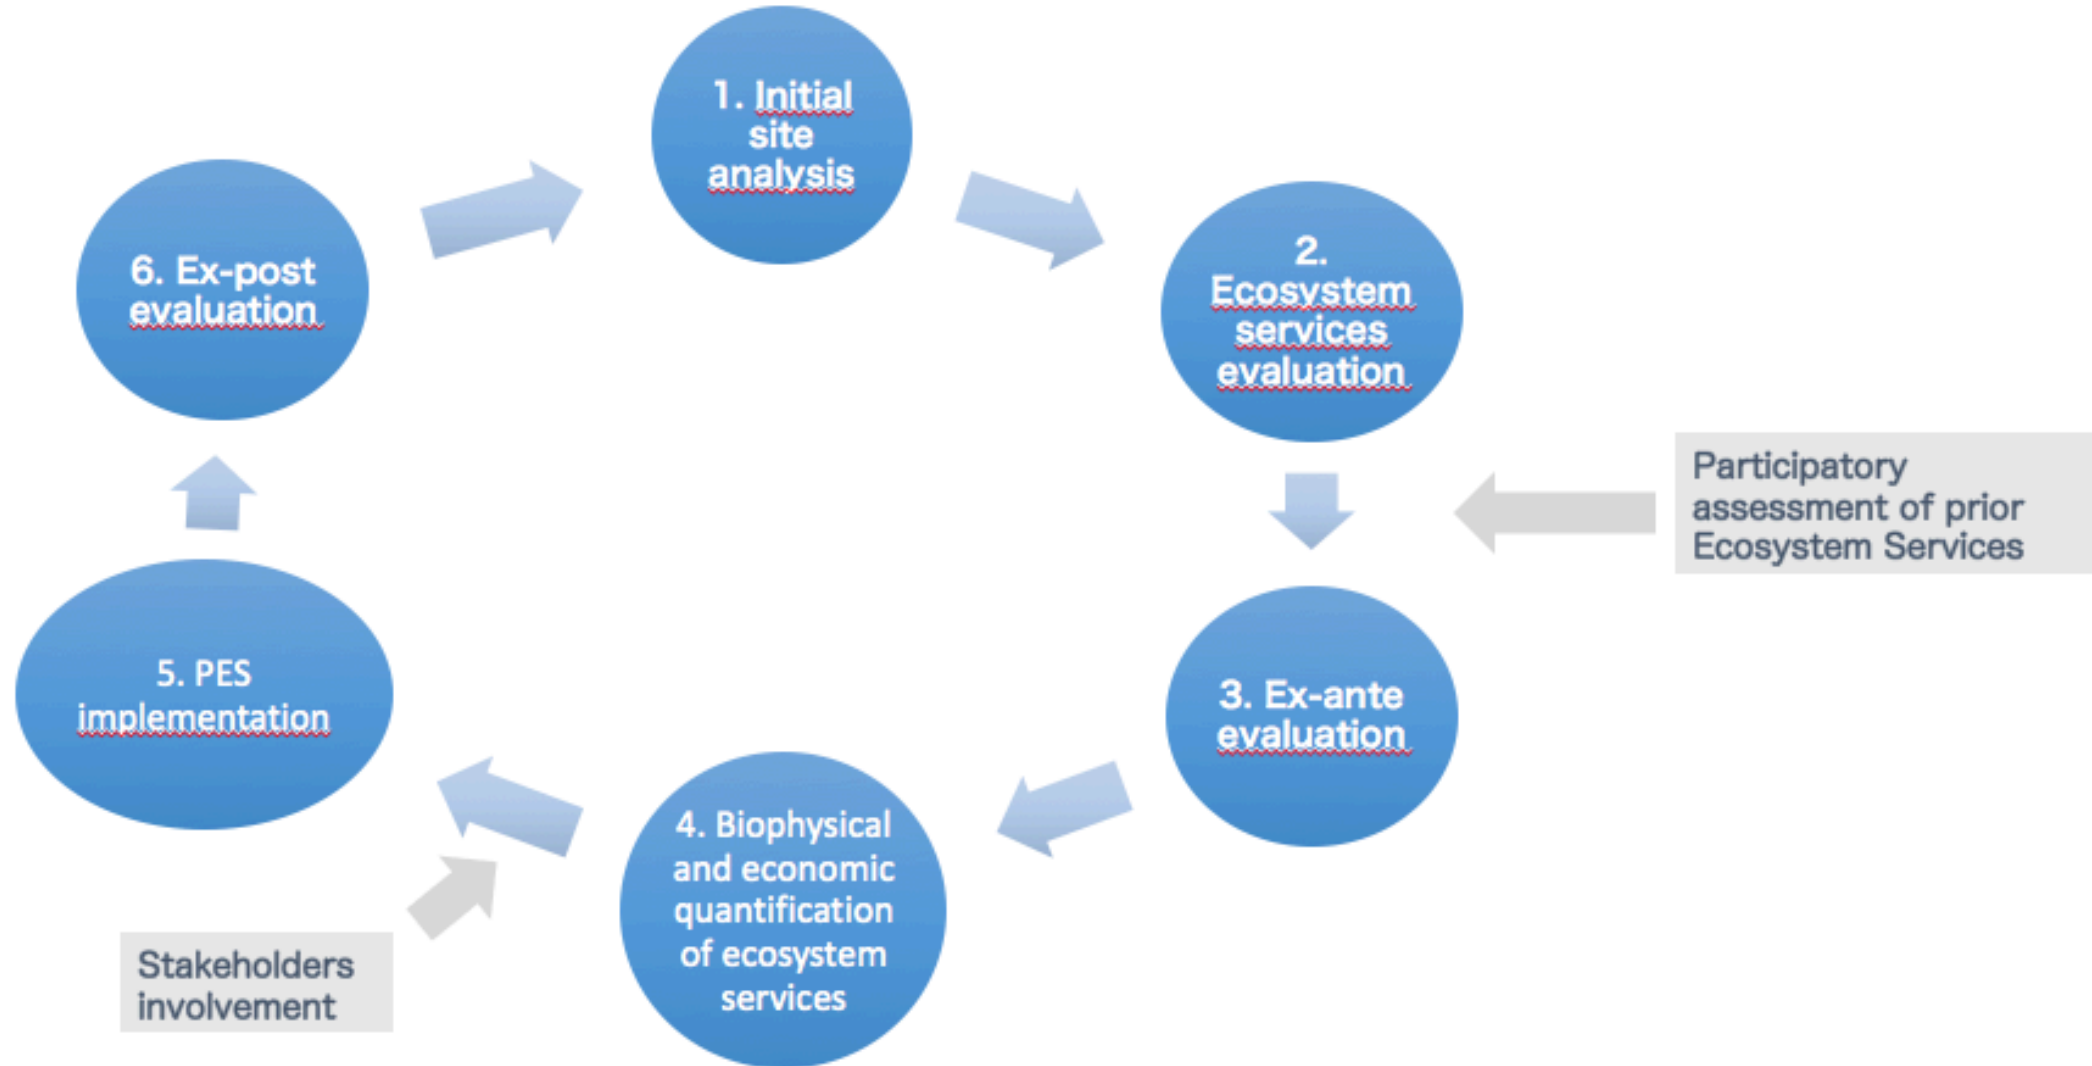 1. Initial
site
analysis
2.
Ecosystem
services
evaluation
Participatory
assessment of prior
Ecosystem Services
3. Ex-ante
evaluation
4. Biophysical
and economic
quantification
of ecosystem
services
Stakeholders
involvement
5. PES
implementation
6. Ex-post
evaluation